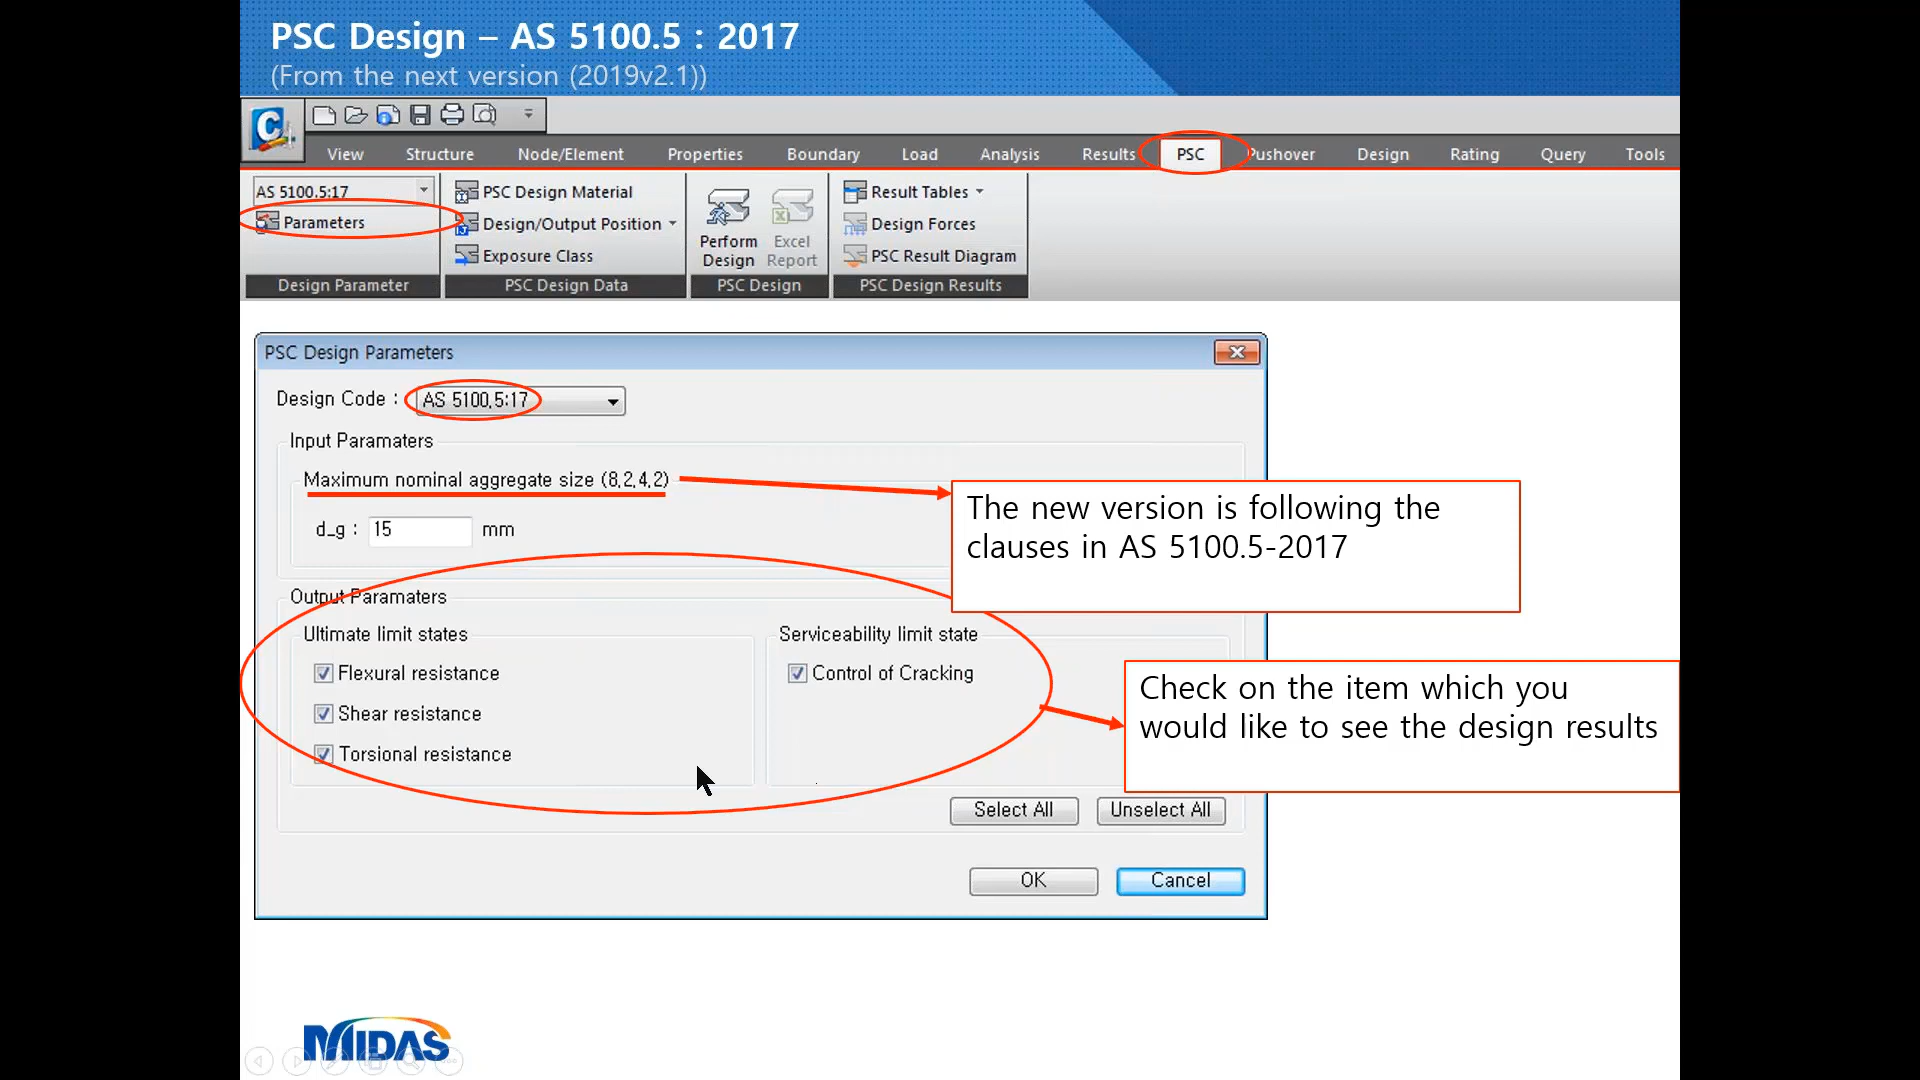 PSC Design – AS 5100.5 : 2017
(From the next version (2019v2.1))
View Structure Node/Element Properties Boundary Load Analysis Results PSC Pushover Design Rating Query Tools
AS 5100.5:17
Parameters
Design Parameter
PSC Design Material
Design/Output Position
Exposure Class
PSC Design Data
Perform Design
Excel Report
PSC Design
Result Tables
Design Forces
PSC Result Diagram
PSC Design Results
PSC Design Parameters
Design Code : AS 5100,5:17
Input Paramaters
Maximum nominal aggregate size (8,2,4,2)
d_g : 15 mm
The new version is following the
clauses in AS 5100.5-2017
Output Paramaters
Ultimate limit states
Flexural resistance
Shear resistance
Torsional resistance
Serviceability limit state
Control of Cracking
Check on the item which you
would like to see the design results
Select All Unselect All
OK Cancel
MIDAS